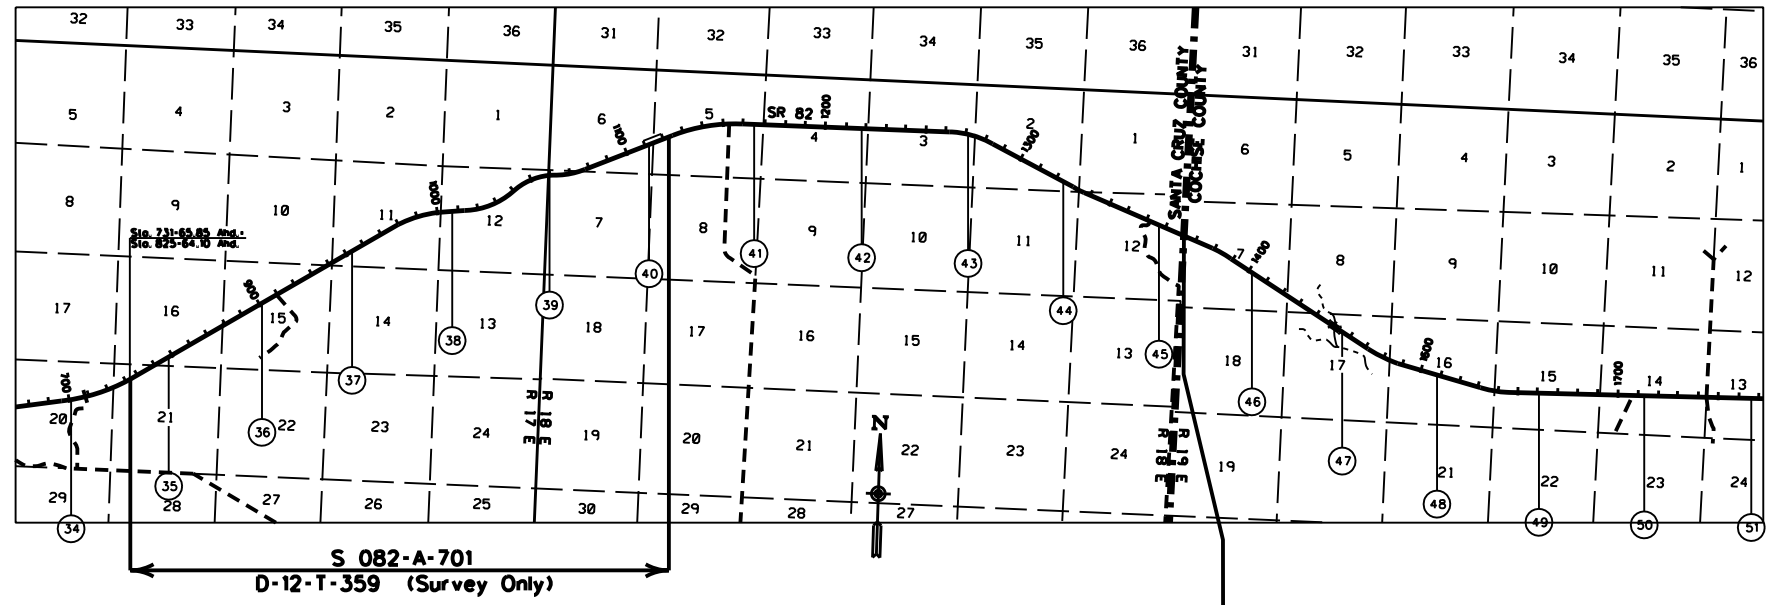 32 33 34 35 36 31 32 33 34 35 36 31 32 33 34 35 36
5 4 3 2 1 6 5 4 3 2 1 6 5 4 3 2 1
SR 82
1100 1200 1300
SANTA CRUZ COUNTY
COCHISE COUNTY
8 9 10 11 12 7 8 9 10 11 12 7 8 9 10 11 12
900 1000 1400
Sta. 731-65.85 Ahd.=
Sta. 825-64.10 Ahd.
41 42 43
40 39 44
17 16 15 14 13 18 17 16 15 14 13 18 17 16 15 14 13
38 45
37 46
700 1600 1700
R 18 E
R 17 E
R 19 E
R 18 E
20 21 22 23 24 19 20 21 22 23 24 19 21 22 23 24
36 47
35 48
29 28 27 26 25 30 29 28 27
34 49 50 51
N
S 082-A-701
D-12-T-359 (Survey Only)